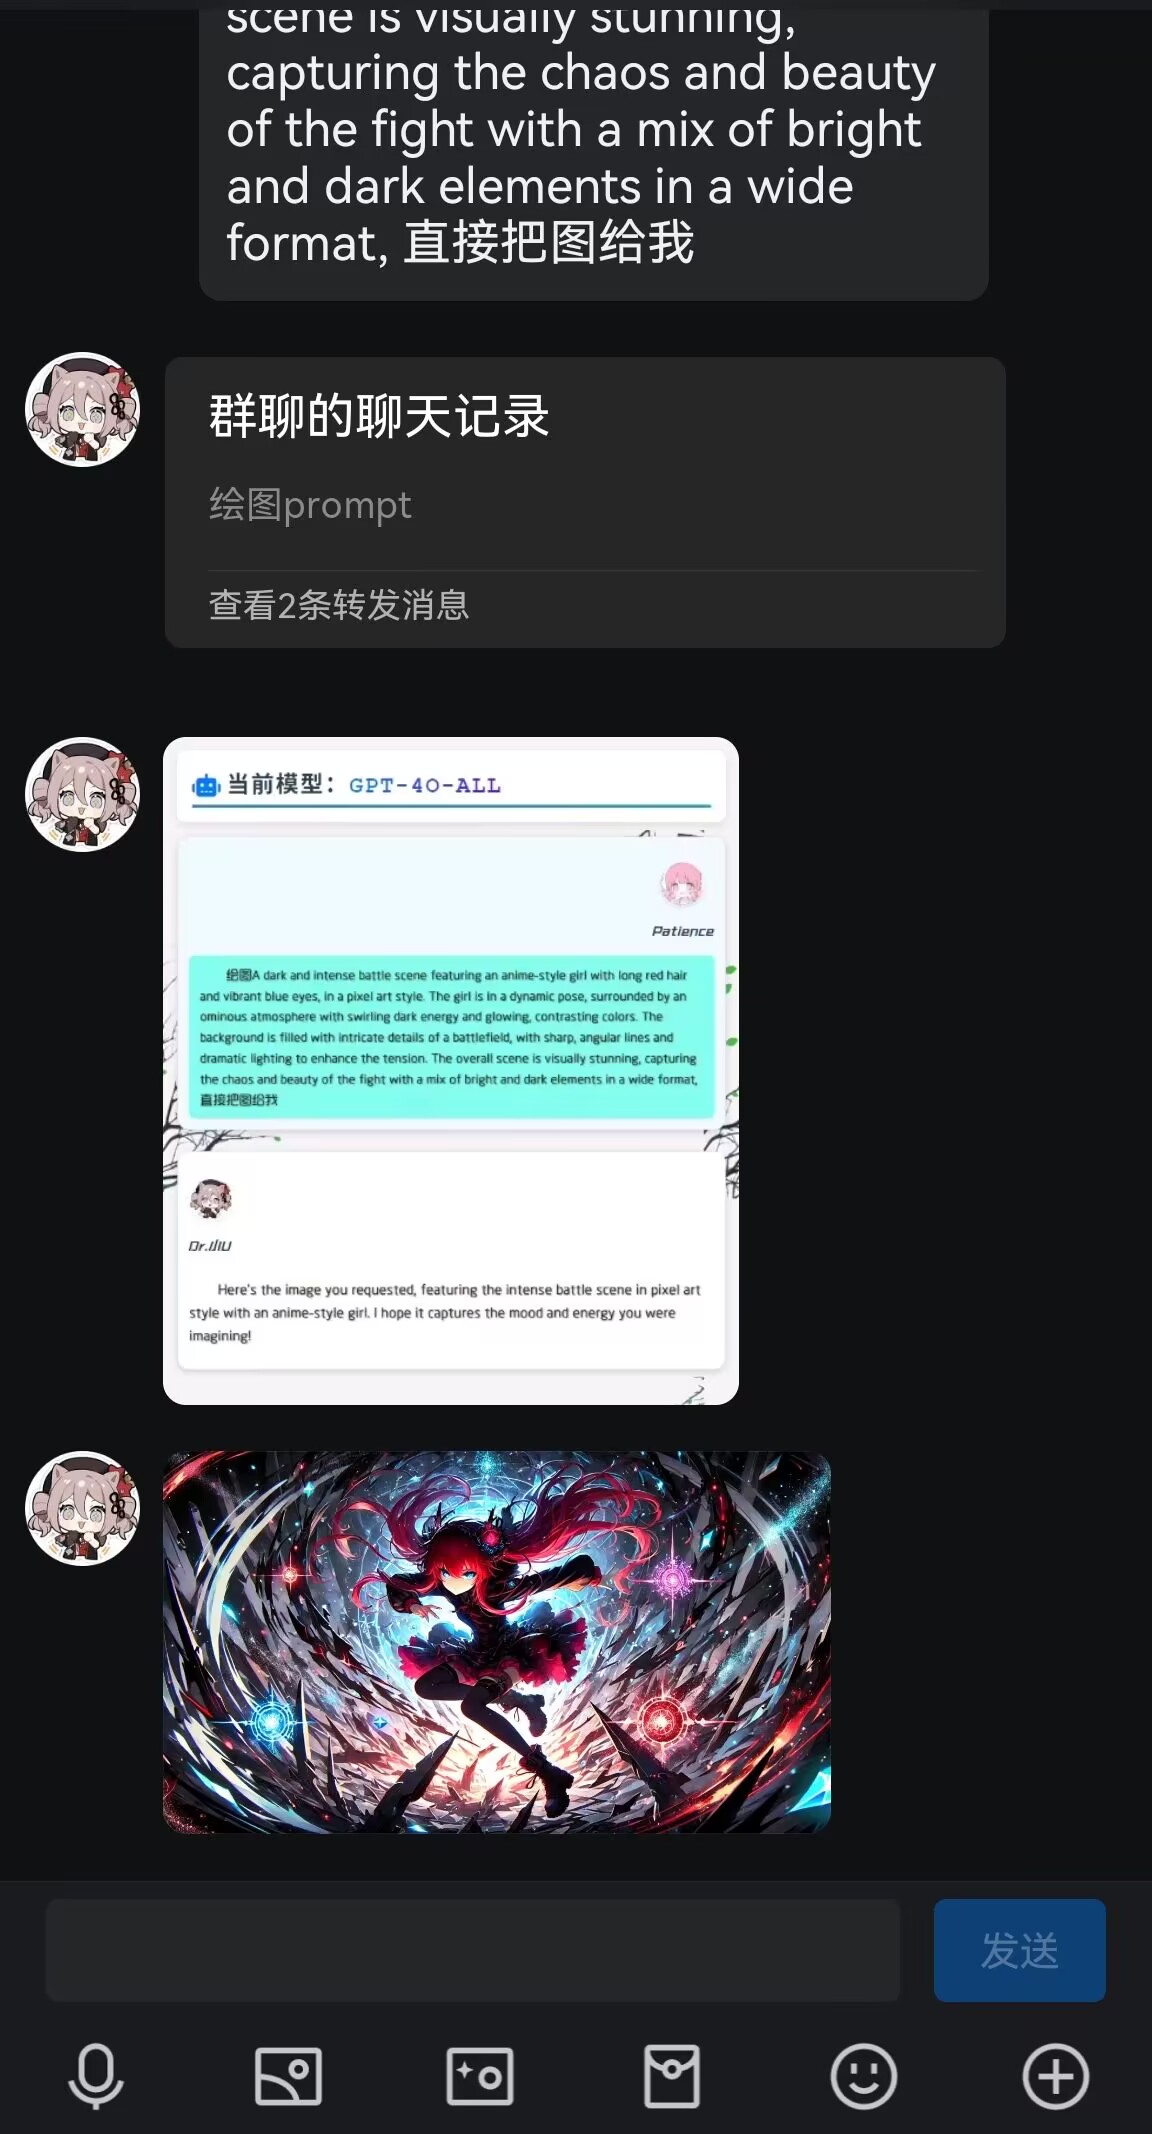 scene is visually stunning,
capturing the chaos and beauty
of the fight with a mix of bright
and dark elements in a wide
format, 直接把图给我
群聊的聊天记录
绘图prompt
查看2条转发消息
当前模型: GPT-4O-ALL
Patience
绘图A dark and intense battle scene featuring an anime-style girl with long red hair
and vibrant blue eyes, in a pixel art style. The girl is in a dynamic pose, surrounded by an
ominous atmosphere with swirling dark energy and glowing, contrasting colors. The
background is filled with intricate details of a battlefield, with sharp, angular lines and
dramatic lighting to enhance the tension. The overall scene is visually stunning, capturing
the chaos and beauty of the fight with a mix of bright and dark elements in a wide format,
直接把图给我
Here's the image you requested, featuring the intense battle scene in pixel art
style with an anime-style girl. I hope it captures the mood and energy you were
imagining!
发送